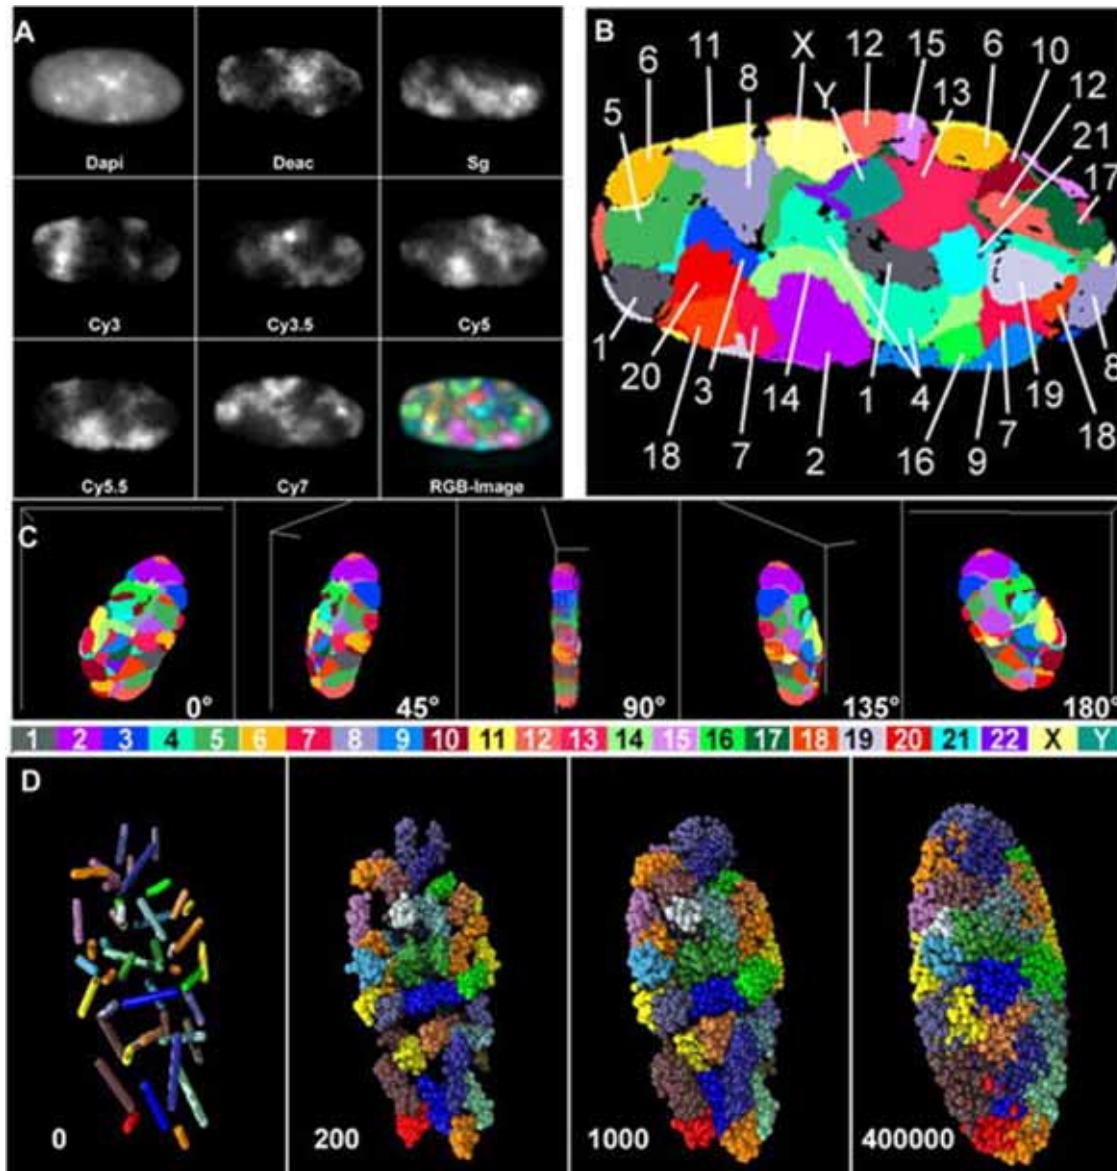 A
Dapi
Deac
Sg
Cy3
Cy3.5
Cy5
Cy5.5
Cy7
RGB-Image
B
11 X 12 15 6
6 8 Y 13 10
5 12
21
17
1 8
20 3 14 1 4 19
18 7 2 16 9 7 18
C
0° 45° 90° 135° 180°
1 2 3 4 5 6 7 8 9 10 11 12 13 14 15 16 17 18 19 20 21 22 X Y
D
0 200 1000 400000